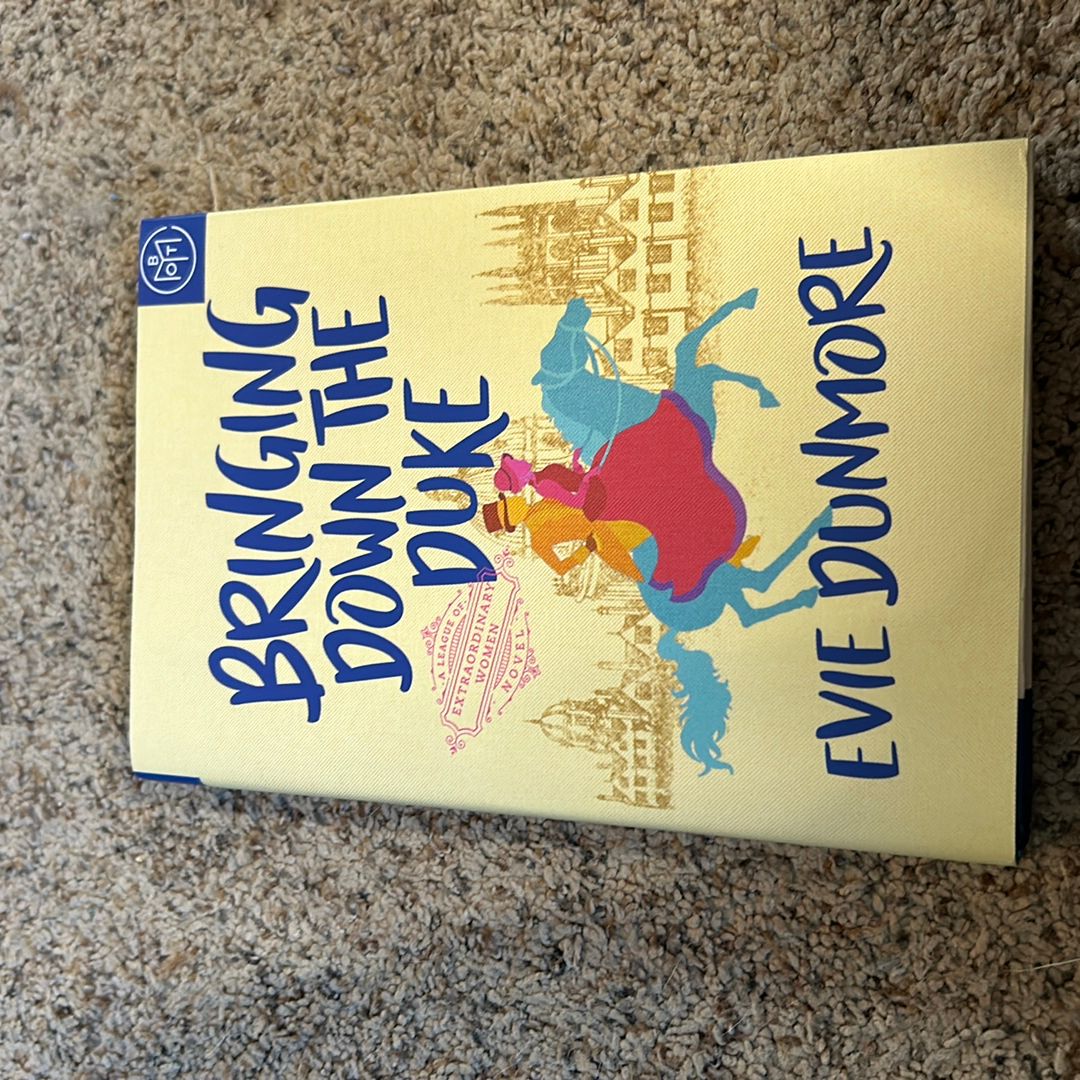 BOTM
BRINGING
DOWN THE
DUKE
A LEAGUE OF
EXTRAORDINARY
WOMEN
NOVEL
EVIE DUNMORE